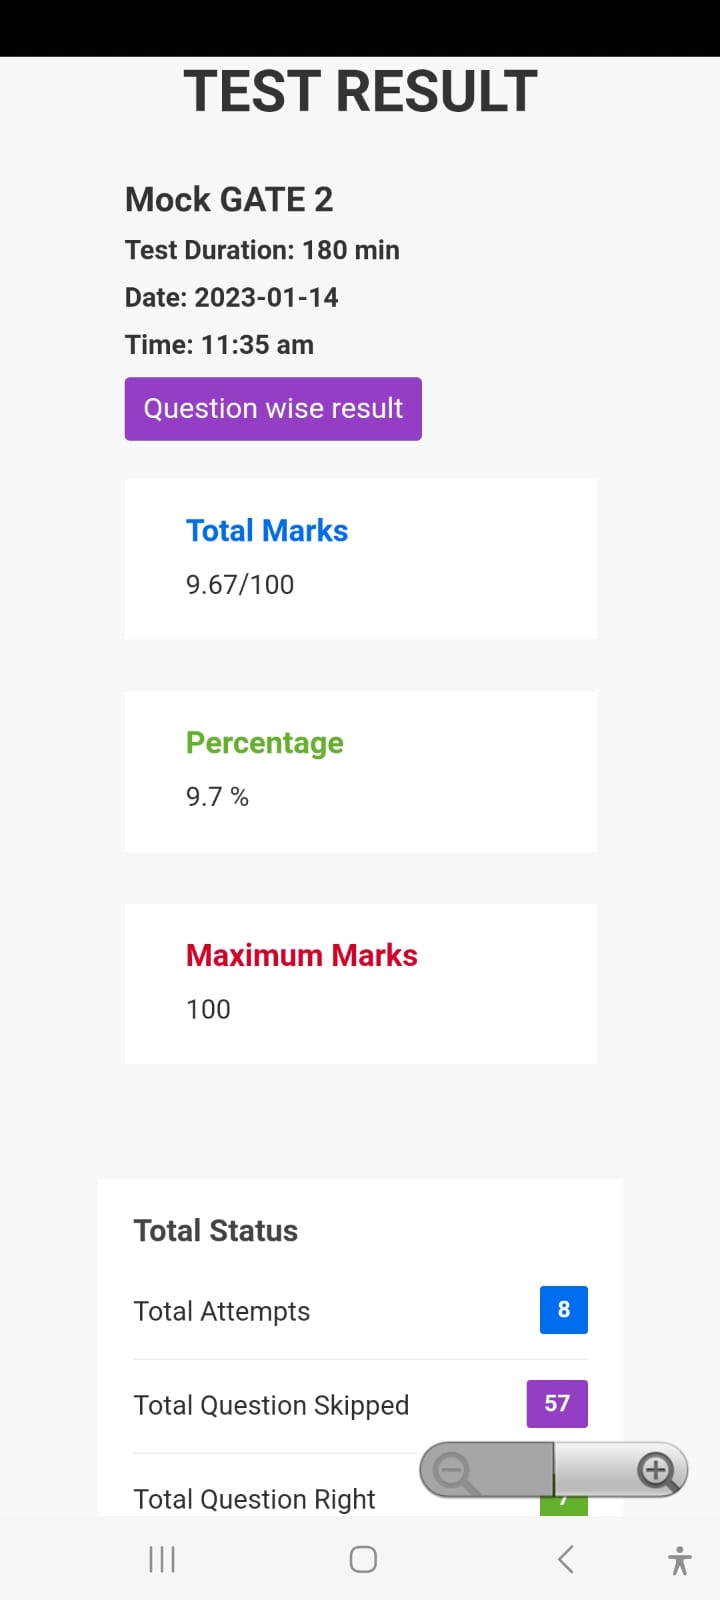 TEST RESULT
Mock GATE 2
Test Duration: 180 min
Date: 2023-01-14
Time: 11:35 am
Question wise result
Total Marks
9.67/100
Percentage
9.7 %
Maximum Marks
100
Total Status
Total Attempts
8
Total Question Skipped
57
Total Question Right